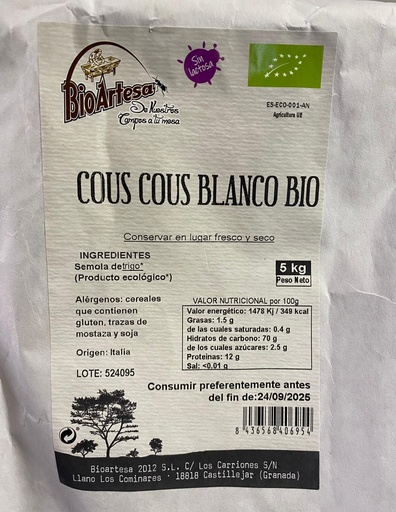 BioArtesa
De Nuestros
Campos a tu mesa
Sin
lactosa
ES-ECO-001-AN
Agricultura UE
COUS COUS BLANCO BIO
Conservar en lugar fresco y seco
INGREDIENTES
Semola detrigo*
(Producto ecológico*)
5 kg
Peso Neto
Alérgenos: cereales
que contienen
gluten, trazas de
mostaza y soja
Origen: Italia
LOTE: 524095
VALOR NUTRICIONAL por 100g
Valor energético: 1478 Kj / 349 kcal
Grasas: 1.5 g
de las cuales saturadas: 0.4 g
Hidratos de carbono: 70 g
de los cuales azúcares: 2.5 g
Proteinas: 12 g
Sal: <0.01 g
Consumir preferentemente antes
del fin de:24/09/2025
8 436568 406954
Bioartesa 2012 S.L. C/ Los Carriones S/N
Llano Los Cominares · 18818 Castillejar (Granada)